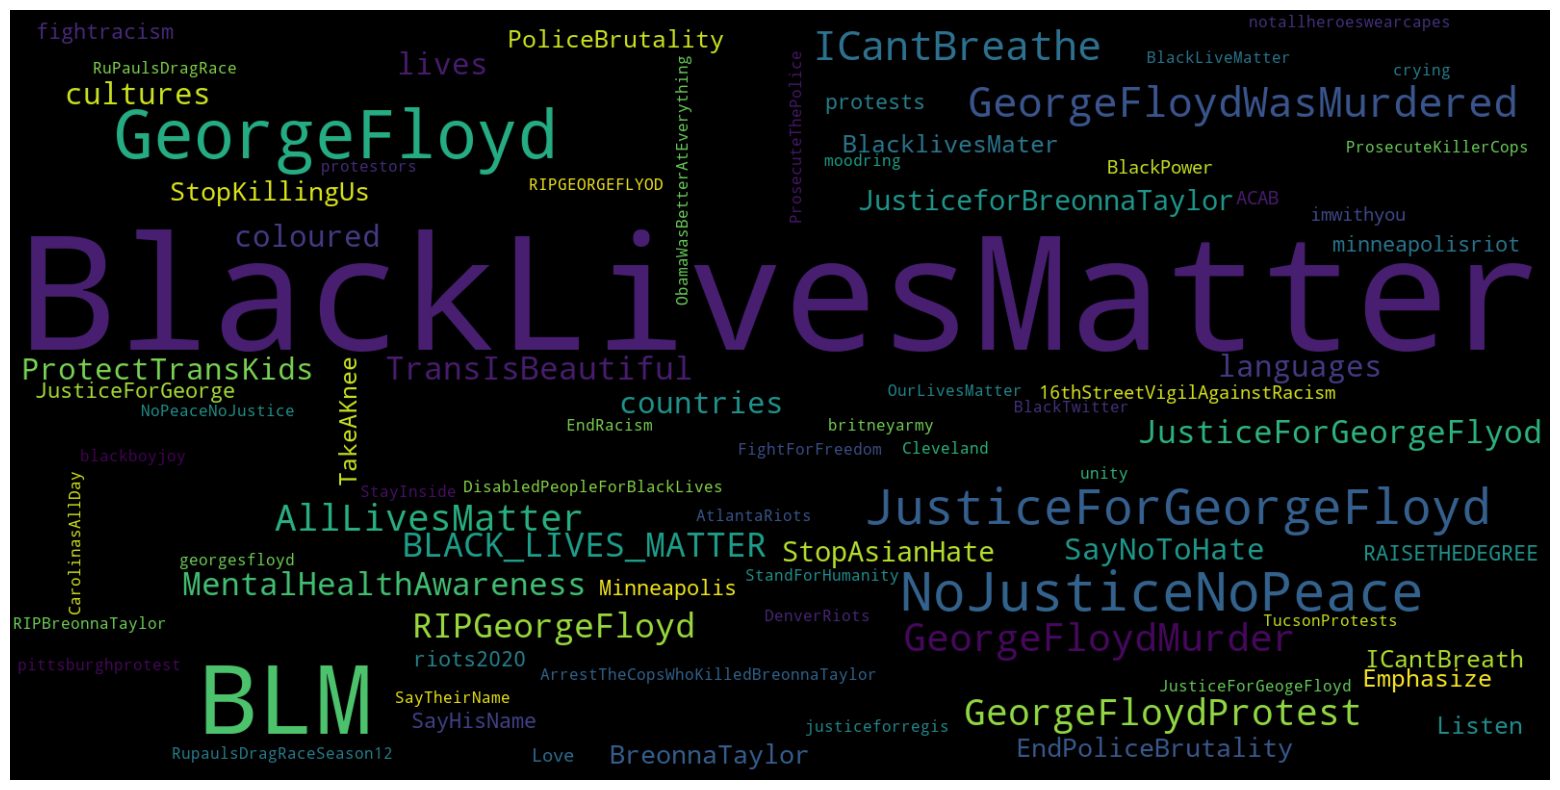 fightracism
notallheroeswearcapes
PoliceBrutality
ICantBreathe
lives
BlackLiveMatter
RuPaulsDragRace
crying
cultures
ObamaWasBetterAtEverything
ProsecuteThePolice
protests
GeorgeFloydWasMurdered
GeorgeFloyd
BlacklivesMater
ProsecuteKillerCops
protestors
moodring
BlackPower
StopKillingUs
RIPGEORGEFLYOD
JusticeforBreonnaTaylor
ACAB
imwithyou
coloured
minneapolisriot
BlackLivesMatter
ProtectTransKids
TransIsBeautiful
languages
JusticeForGeorge
TakeAKnee
OurLivesMatter
16thStreetVigilAgainstRacism
NoPeaceNoJustice
countries
BlackTwitter
EndRacism
britneyarmy
JusticeForGeorgeFlyod
blackboyjoy
FightForFreedom
Cleveland
unity
CarolinasAllDay
StayInside
DisabledPeopleForBlackLives
AllLivesMatter
AtlantaRiots
JusticeForGeorgeFloyd
BLACK_LIVES_MATTER
StopAsianHate
SayNoToHate
RAISETHEDEGREE
georgesfloyd
MentalHealthAwareness
Minneapolis
StandForHumanity
NoJusticeNoPeace
RIPBreonnaTaylor
RIPGeorgeFloyd
DenverRiots
GeorgeFloydMurder
TucsonProtests
pittsburghprotest
riots2020
ArrestTheCopsWhoKilledBreonnaTaylor
ICantBreath
Emphasize
BLM
SayTheirName
JusticeForGeogeFloyd
SayHisName
justiceforregis
GeorgeFloydProtest
Listen
RupaulsDragRaceSeason12
Love
BreonnaTaylor
EndPoliceBrutality